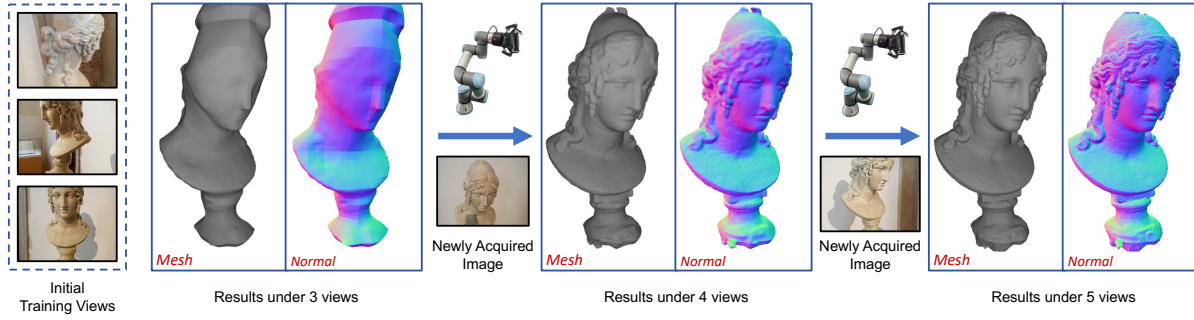 Mesh
Normal
Newly Acquired
Image
Mesh
Normal
Newly Acquired
Image
Mesh
Normal
Initial
Training Views
Results under 3 views
Results under 4 views
Results under 5 views